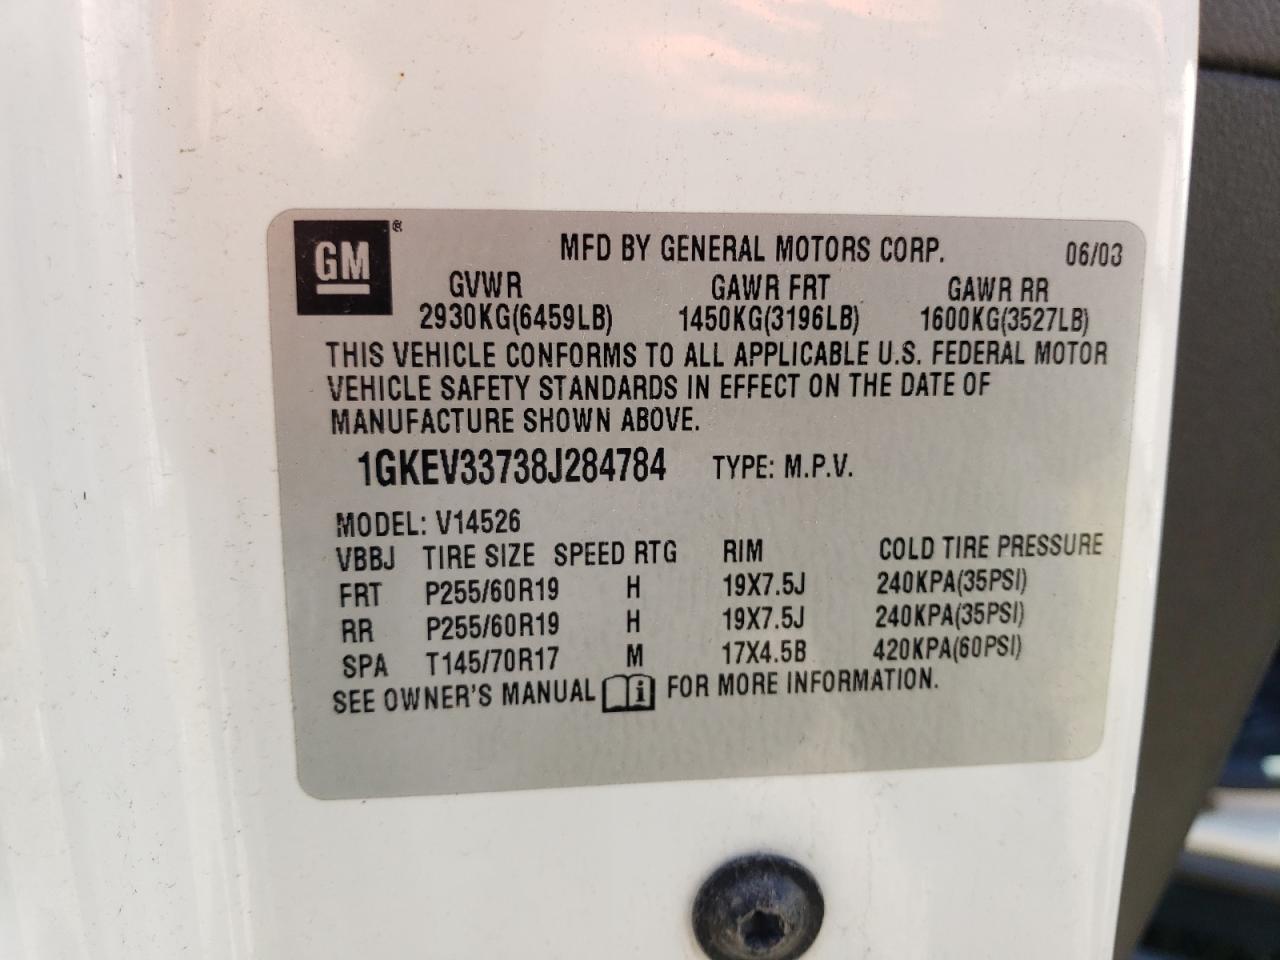 GM ® MFD BY GENERAL MOTORS CORP. 06/03
GVWR GAWR FRT GAWR RR
2930KG(6459LB) 1450KG(3196LB) 1600KG(3527LB)
THIS VEHICLE CONFORMS TO ALL APPLICABLE U.S. FEDERAL MOTOR
VEHICLE SAFETY STANDARDS IN EFFECT ON THE DATE OF
MANUFACTURE SHOWN ABOVE.
1GKEV33738J284784 TYPE: M.P.V.
MODEL: V14526
VBBJ TIRE SIZE SPEED RTG RIM COLD TIRE PRESSURE
FRT P255/60R19 H 19X7.5J 240KPA(35PSI)
RR P255/60R19 H 19X7.5J 240KPA(35PSI)
SPA T145/70R17 M 17X4.5B 420KPA(60PSI)
SEE OWNER'S MANUAL i FOR MORE INFORMATION.